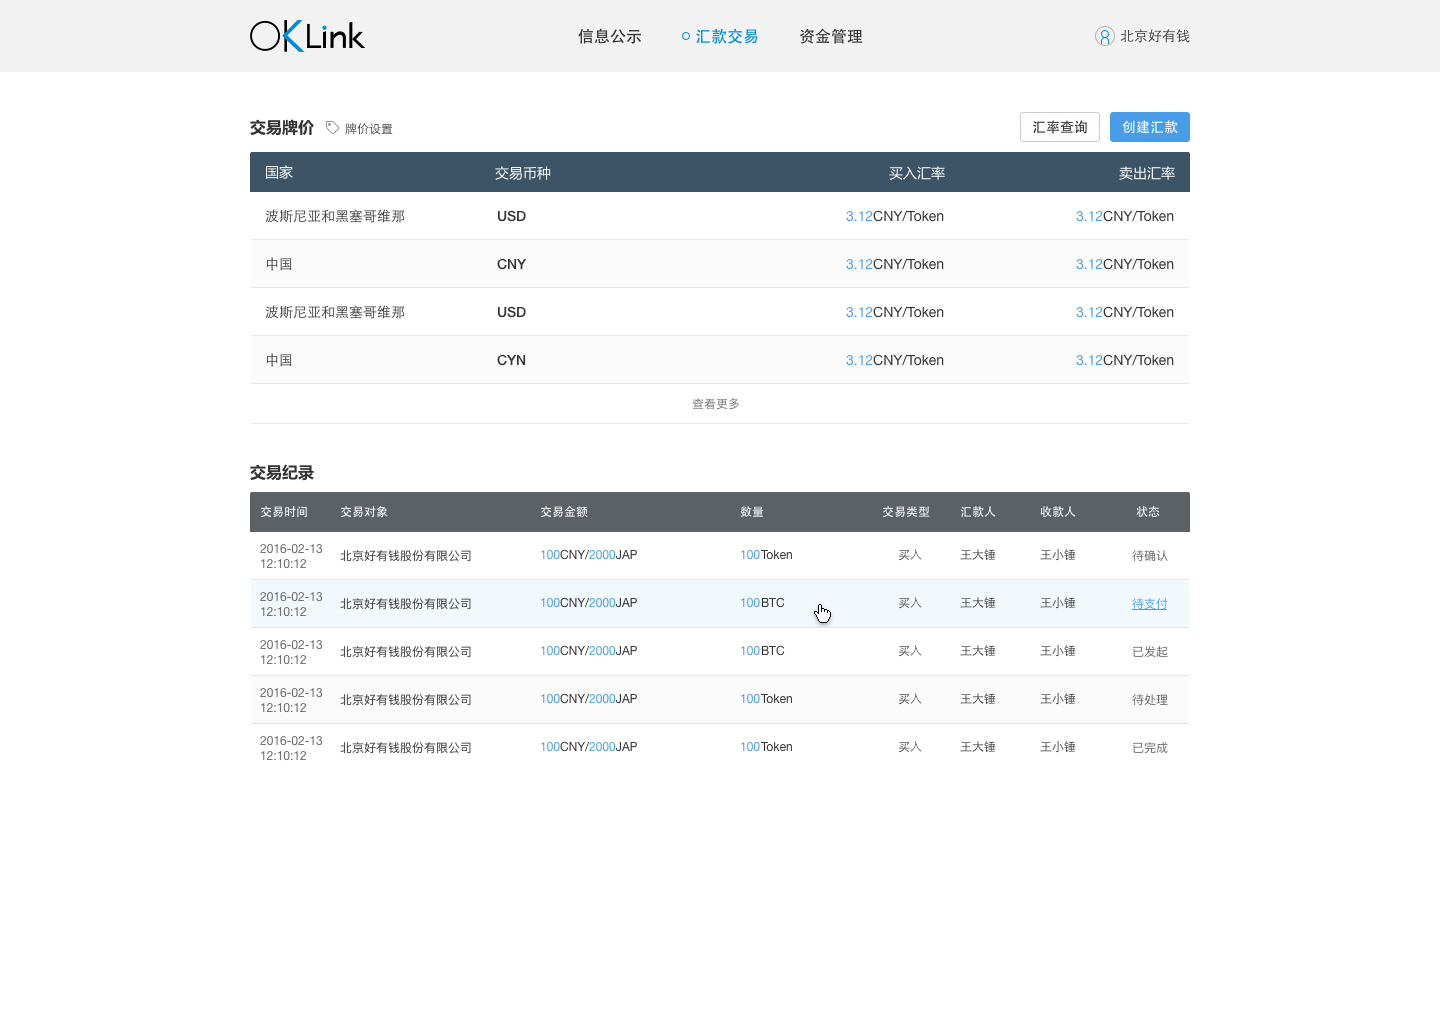 OKLink 信息公示 汇款交易 资金管理 北京好有钱
交易牌价 牌价设置 汇率查询 创建汇款
国家 交易币种 买入汇率 卖出汇率
波斯尼亚和黑塞哥维那 USD 3.12CNY/Token 3.12CNY/Token
中国 CNY 3.12CNY/Token 3.12CNY/Token
波斯尼亚和黑塞哥维那 USD 3.12CNY/Token 3.12CNY/Token
中国 CYN 3.12CNY/Token 3.12CNY/Token
查看更多
交易纪录
交易时间 交易对象 交易金额 数量 交易类型 汇款人 收款人 状态
2016-02-13
12:10:12 北京好有钱股份有限公司 100CNY/2000JAP 100Token 买入 王大锤 王小锤 待确认
2016-02-13
12:10:12 北京好有钱股份有限公司 100CNY/2000JAP 100BTC 买入 王大锤 王小锤 待支付
2016-02-13
12:10:12 北京好有钱股份有限公司 100CNY/2000JAP 100BTC 买入 王大锤 王小锤 已发起
2016-02-13
12:10:12 北京好有钱股份有限公司 100CNY/2000JAP 100Token 买入 王大锤 王小锤 待处理
2016-02-13
12:10:12 北京好有钱股份有限公司 100CNY/2000JAP 100Token 买入 王大锤 王小锤 已完成